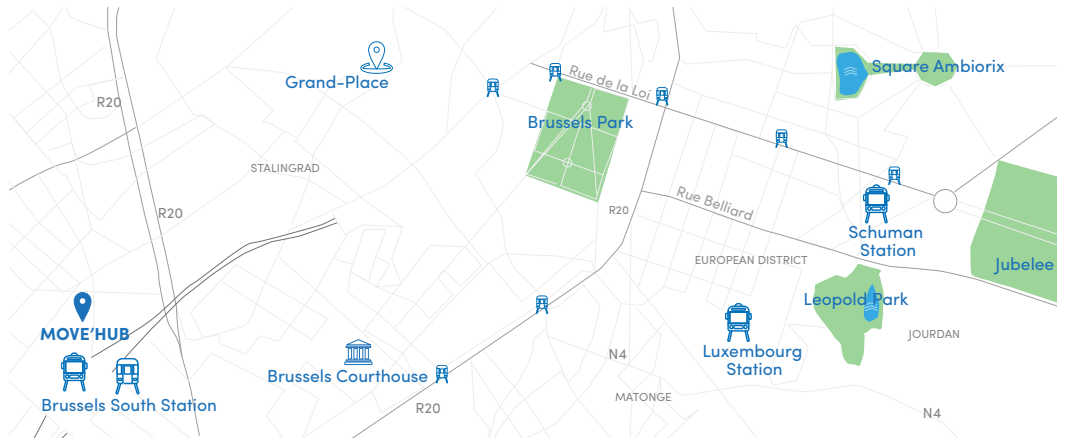 Grand-Place
Rue de la Loi
Square Ambiorix
R20
Brussels Park
STALINGRAD
Rue Belliard
R20
R20
Schuman
Station
EUROPEAN DISTRICT
Jubelee
Leopold Park
MOVE'HUB
JOURDAN
Luxembourg
Station
N4
Brussels Courthouse
MATONGE
Brussels South Station
R20
N4